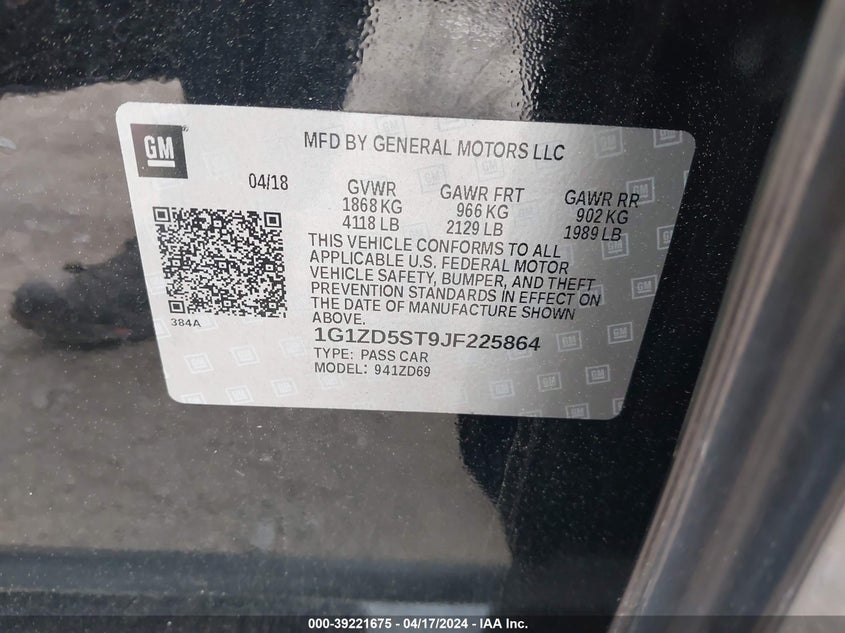 GM
MFD BY GENERAL MOTORS LLC
04/18 GVWR GAWR FRT GAWR RR
1868 KG 966 KG 902 KG
4118 LB 2129 LB 1989 LB
THIS VEHICLE CONFORMS TO ALL
APPLICABLE U.S. FEDERAL MOTOR
VEHICLE SAFETY, BUMPER, AND THEFT
PREVENTION STANDARDS IN EFFECT ON
THE DATE OF MANUFACTURE SHOWN
ABOVE.
384A
1G1ZD5ST9JF225864
TYPE: PASS CAR
MODEL: 941ZD69
000-39221675 - 04/17/2024 - IAA Inc.